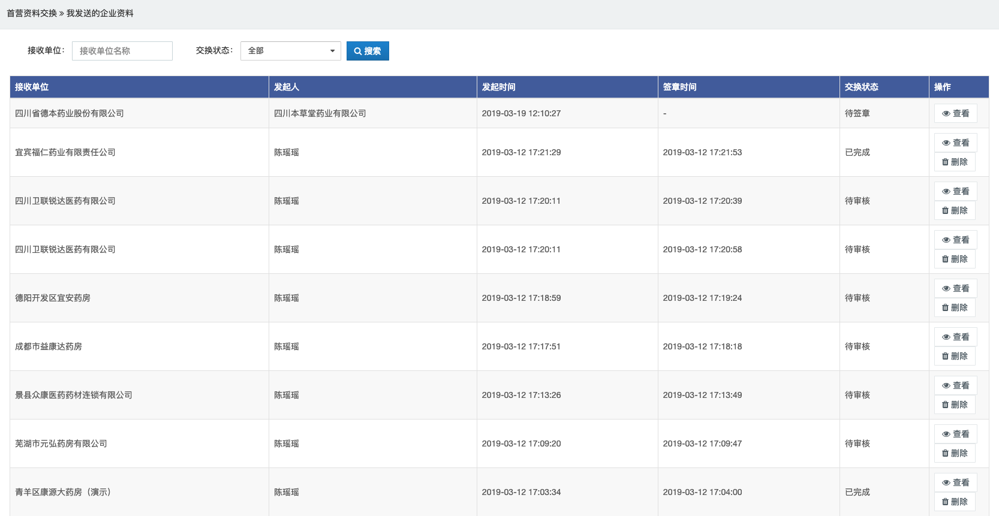 首营资料交换 » 我发送的企业资料
接收单位： 接收单位名称 交换状态： 全部 搜索
接收单位 发起人 发起时间 签章时间 交换状态 操作
四川省德本药业股份有限公司 四川本草堂药业有限公司 2019-03-19 12:10:27 - 待签章 查看
宜宾福仁药业有限责任公司 陈瑶瑶 2019-03-12 17:21:29 2019-03-12 17:21:53 已完成 查看
删除
四川卫联锐达医药有限公司 陈瑶瑶 2019-03-12 17:20:11 2019-03-12 17:20:39 待审核 查看
删除
四川卫联锐达医药有限公司 陈瑶瑶 2019-03-12 17:20:11 2019-03-12 17:20:58 待审核 查看
删除
德阳开发区宜安药房 陈瑶瑶 2019-03-12 17:18:59 2019-03-12 17:19:24 待审核 查看
删除
成都市益康达药房 陈瑶瑶 2019-03-12 17:17:51 2019-03-12 17:18:18 待审核 查看
删除
景县众康医药药材连锁有限公司 陈瑶瑶 2019-03-12 17:13:26 2019-03-12 17:13:49 待审核 查看
删除
芜湖市元弘药房有限公司 陈瑶瑶 2019-03-12 17:09:20 2019-03-12 17:09:47 待审核 查看
删除
青羊区康源大药房（演示） 陈瑶瑶 2019-03-12 17:03:34 2019-03-12 17:04:00 已完成 查看
删除